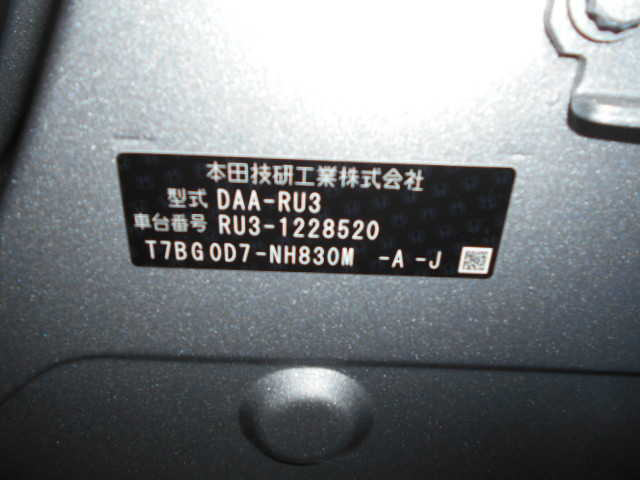 本田技研工業株式会社
型式 DAA-RU3
車台番号 RU3-1228520
T7BG0D7-NH830M -A -J